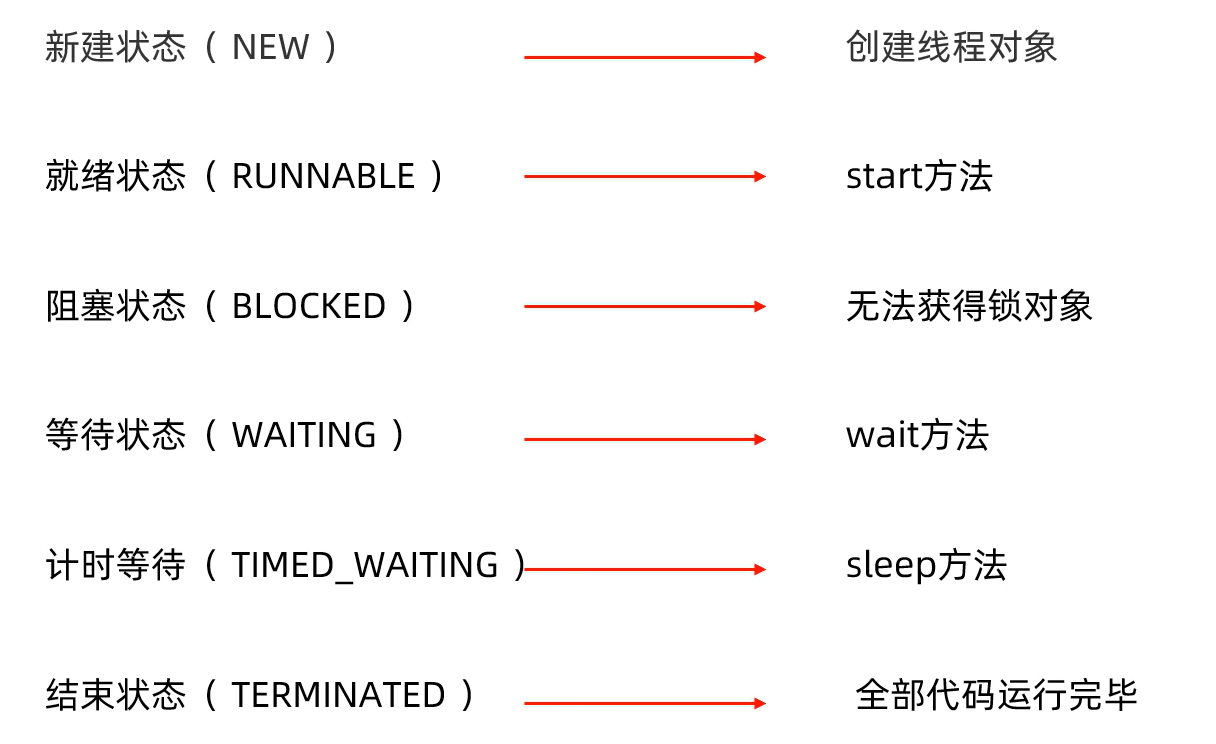 新建状态（ NEW ） 创建线程对象
就绪状态（ RUNNABLE ） start方法
阻塞状态（ BLOCKED ） 无法获得锁对象
等待状态（ WAITING ） wait方法
计时等待（ TIMED_WAITING ） sleep方法
结束状态（ TERMINATED ） 全部代码运行完毕